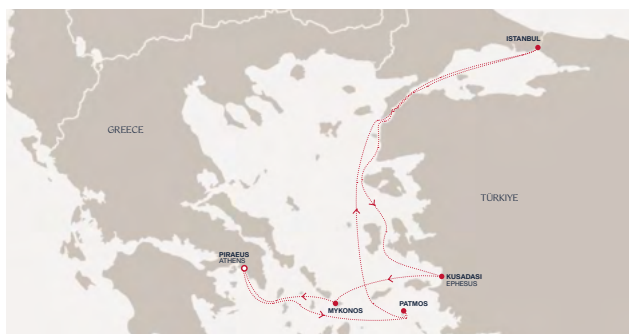 ISTANBUL
GREECE
TÜRKIYE
PIRAEUS
ATHENS
KUSADASI
EPHESUS
MYKONOS
PATMOS